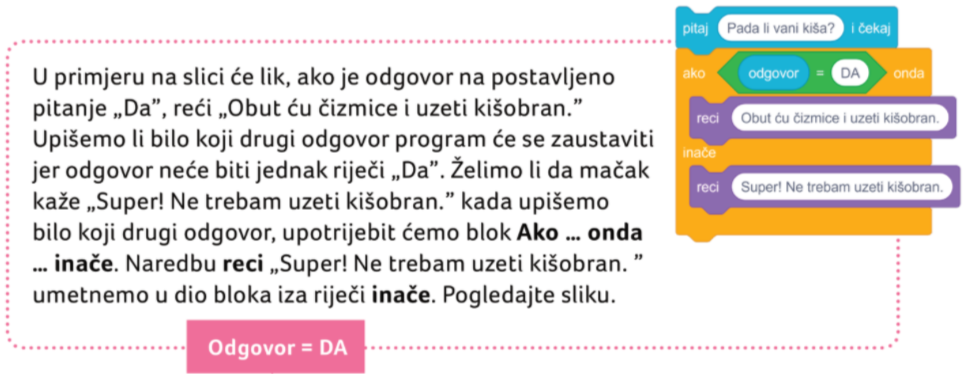 pitaj Pada li vani kiša? i čekaj
ako odgovor = DA onda
reci Obut ću čizmice i uzeti kišobran.
inače
reci Super! Ne trebam uzeti kišobran.
U primjeru na slici će lik, ako je odgovor na postavljeno
pitanje „Da”, reći „Obut ću čizmice i uzeti kišobran.”
Upišemo li bilo koji drugi odgovor program će se zaustaviti
jer odgovor neće biti jednak riječi „Da”. Želimo li da mačak
kaže „Super! Ne trebam uzeti kišobran.” kada upišemo
bilo koji drugi odgovor, upotrijebit ćemo blok Ako ... onda
... inače. Naredbu reci „Super! Ne trebam uzeti kišobran. ”
umetnemo u dio bloka iza riječi inače. Pogledajte sliku.
Odgovor = DA